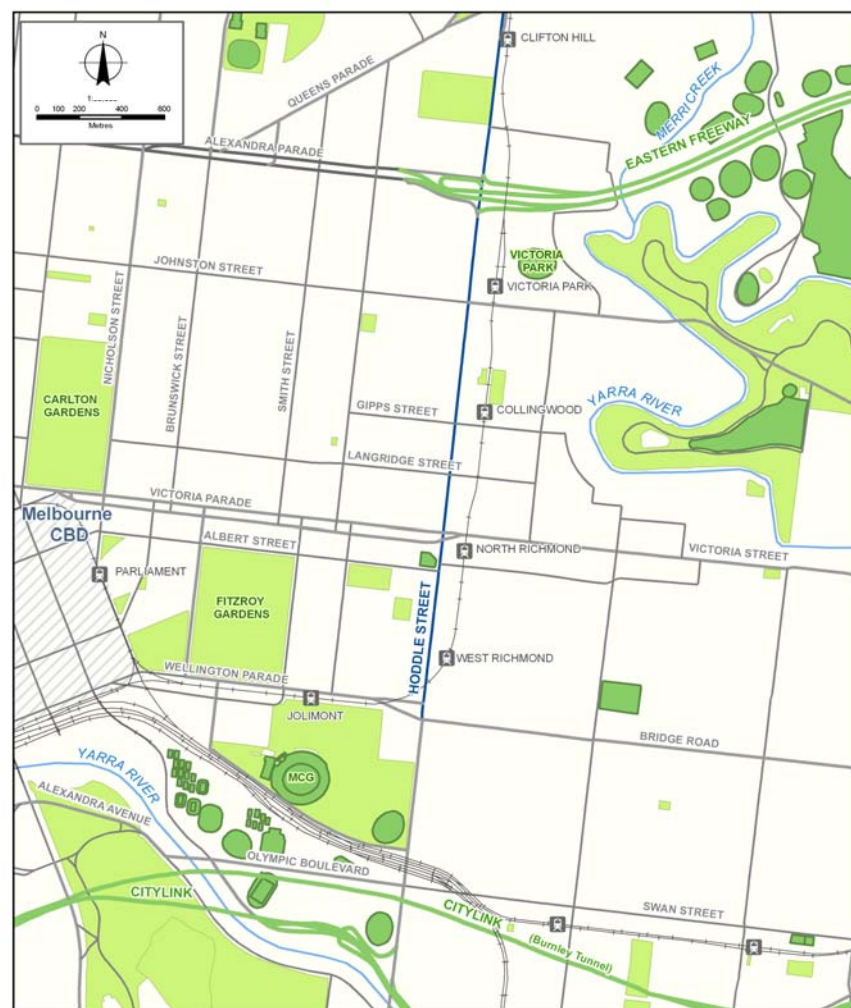 N
0 100 200 400 600
Metres
CLIFTON HILL
QUEENS PARADE
MERRI CREEK
ALEXANDRA PARADE
EASTERN FREEWAY
VICTORIA
PARK
JOHNSTON STREET
VICTORIA PARK
NICHOLSON STREET
BRUNSWICK STREET
SMITH STREET
CARLTON
GARDENS
GIPPS STREET
COLLINGWOOD
YARRA RIVER
LANGRIDGE STREET
VICTORIA PARADE
Melbourne
CBD
ALBERT STREET
NORTH RICHMOND
VICTORIA STREET
PARLIAMENT
FITZROY
GARDENS
HODDLE STREET
WEST RICHMOND
WELLINGTON PARADE
JOLIMONT
BRIDGE ROAD
YARRA RIVER
MCG
ALEXANDRA AVENUE
OLYMPIC BOULEVARD
CITYLINK
CITYLINK
SWAN STREET
(Burnley Tunnel)